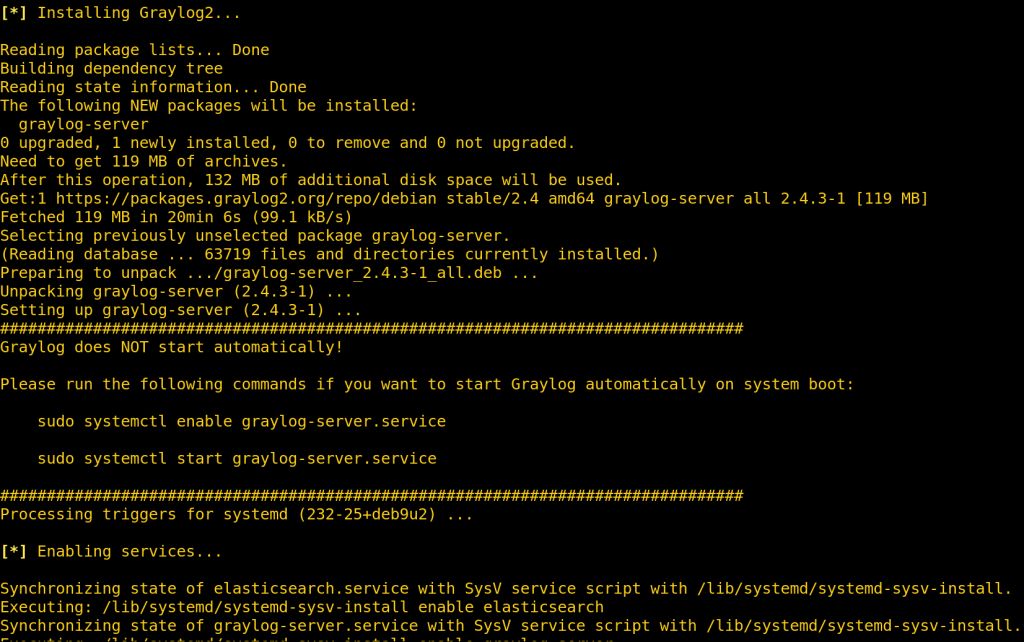 [*] Installing Graylog2...
Reading package lists... Done
Building dependency tree
Reading state information... Done
The following NEW packages will be installed:
  graylog-server
0 upgraded, 1 newly installed, 0 to remove and 0 not upgraded.
Need to get 119 MB of archives.
After this operation, 132 MB of additional disk space will be used.
Get:1 https://packages.graylog2.org/repo/debian stable/2.4 amd64 graylog-server all 2.4.3-1 [119 MB]
Fetched 119 MB in 20min 6s (99.1 kB/s)
Selecting previously unselected package graylog-server.
(Reading database ... 63719 files and directories currently installed.)
Preparing to unpack .../graylog-server_2.4.3-1_all.deb ...
Unpacking graylog-server (2.4.3-1) ...
Setting up graylog-server (2.4.3-1) ...
################################################################################
Graylog does NOT start automatically!
Please run the following commands if you want to start Graylog automatically on system boot:
    sudo systemctl enable graylog-server.service
    sudo systemctl start graylog-server.service
################################################################################
Processing triggers for systemd (232-25+deb9u2) ...
[*] Enabling services...
Synchronizing state of elasticsearch.service with SysV service script with /lib/systemd/systemd-sysv-install.
Executing: /lib/systemd/systemd-sysv-install enable elasticsearch
Synchronizing state of graylog-server.service with SysV service script with /lib/systemd/systemd-sysv-install.
Executing: /lib/systemd/systemd-sysv-install enable graylog-server